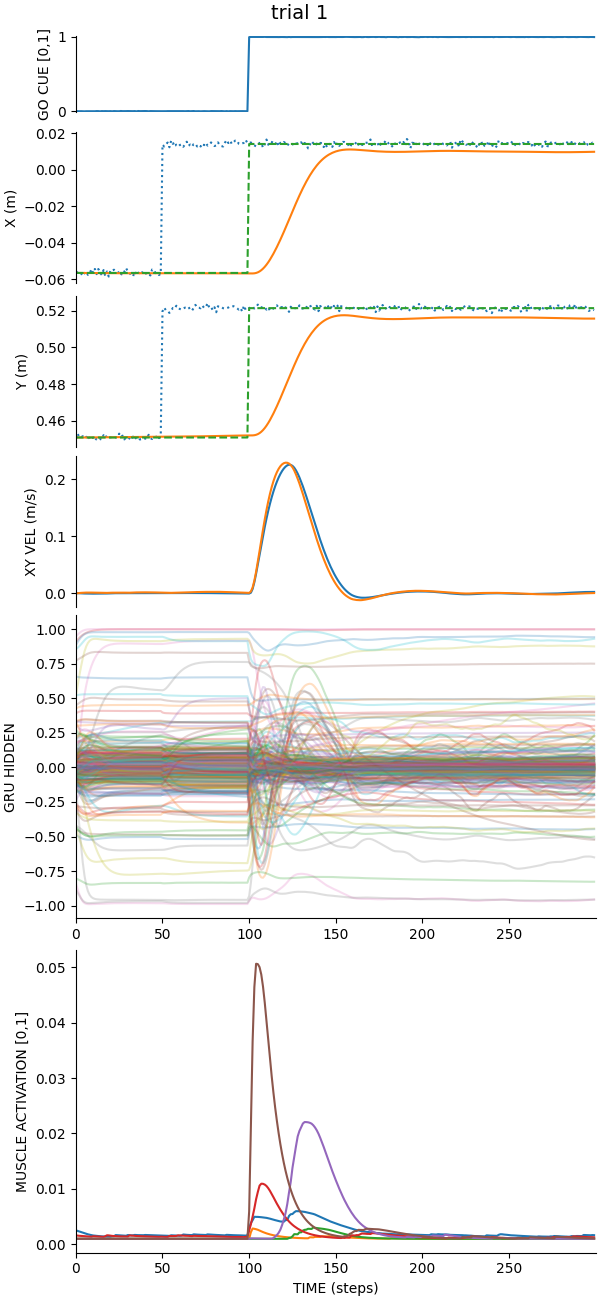 trial 1
GO CUE [0,1]
1
0
X (m)
0.02
0.00
−0.02
−0.04
−0.06
Y (m)
0.52
0.50
0.48
0.46
XY VEL (m/s)
0.2
0.1
0.0
GRU HIDDEN
1.00
0.75
0.50
0.25
0.00
−0.25
−0.50
−0.75
−1.00
0 50 100 150 200 250
MUSCLE ACTIVATION [0,1]
0.05
0.04
0.03
0.02
0.01
0.00
0 50 100 150 200 250
TIME (steps)